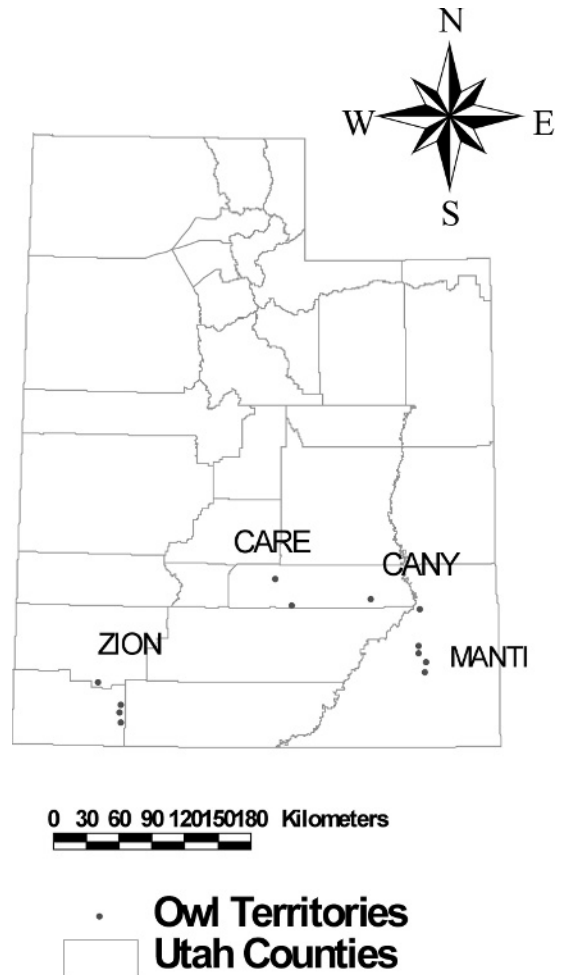 N
W E
S
CARE
CANY
ZION
MANTI
0 30 60 90 120150180 Kilometers
Owl Territories
Utah Counties